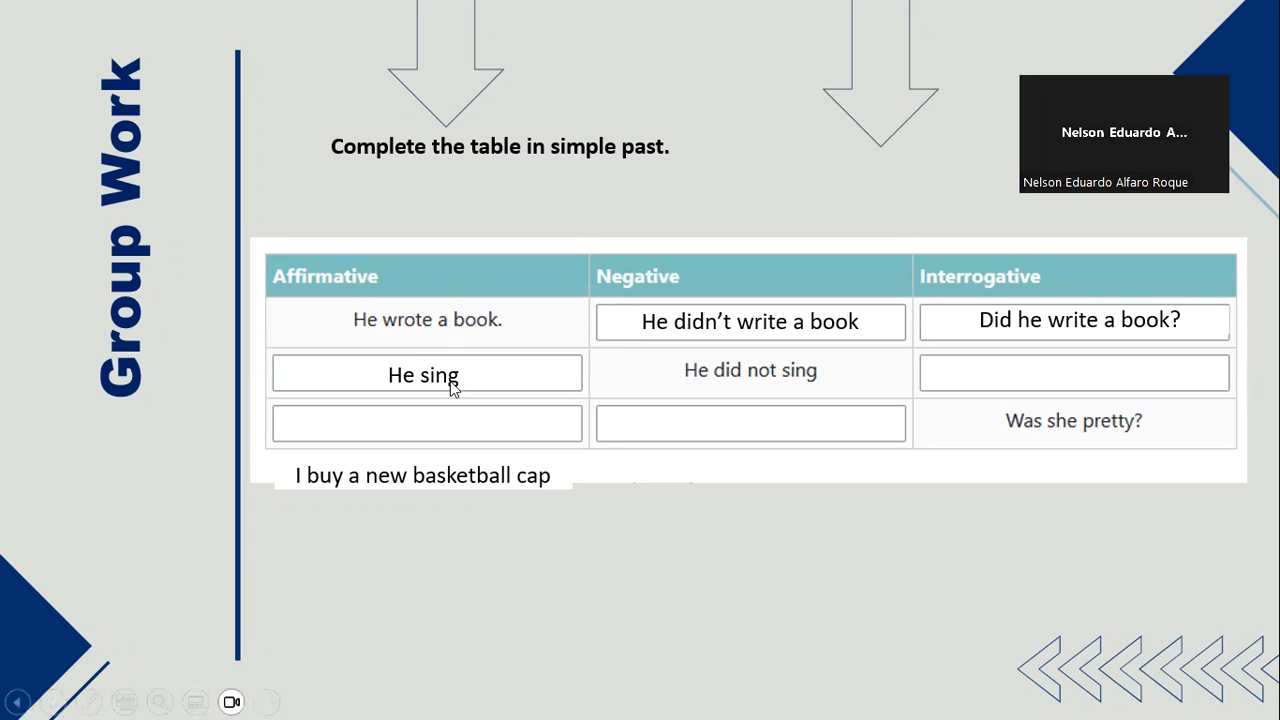 Group Work
Complete the table in simple past.
Nelson Eduardo A...
Nelson Eduardo Alfaro Roque
Affirmative Negative Interrogative
He wrote a book. He didn’t write a book Did he write a book?
He sing He did not sing
Was she pretty?
I buy a new basketball cap